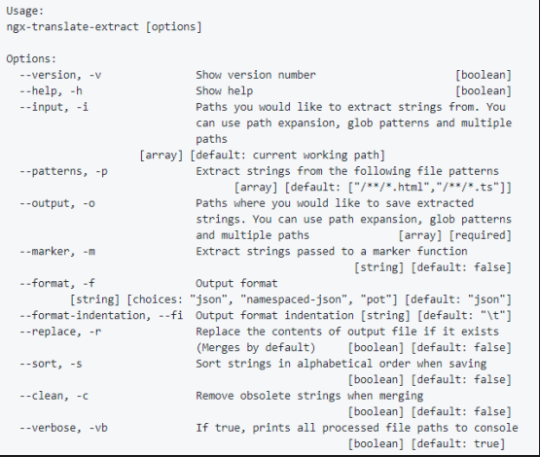 Usage:
ngx-translate-extract [options]
Options:
--version, -v Show version number [boolean]
--help, -h Show help [boolean]
--input, -i Paths you would like to extract strings from. You
can use path expansion, glob patterns and multiple
paths
[array] [default: current working path]
--patterns, -p Extract strings from the following file patterns
[array] [default: ["/**/*.html","/**/*.ts"]]
--output, -o Paths where you would like to save extracted
strings. You can use path expansion, glob patterns
and multiple paths [array] [required]
--marker, -m Extract strings passed to a marker function
[string] [default: false]
--format, -f Output format
[string] [choices: "json", "namespaced-json", "pot"] [default: "json"]
--format-indentation, --fi Output format indentation [string] [default: "\t"]
--replace, -r Replace the contents of output file if it exists
(Merges by default) [boolean] [default: false]
--sort, -s Sort strings in alphabetical order when saving
[boolean] [default: false]
--clean, -c Remove obsolete strings when merging
[boolean] [default: false]
--verbose, -vb If true, prints all processed file paths to console
[boolean] [default: true]